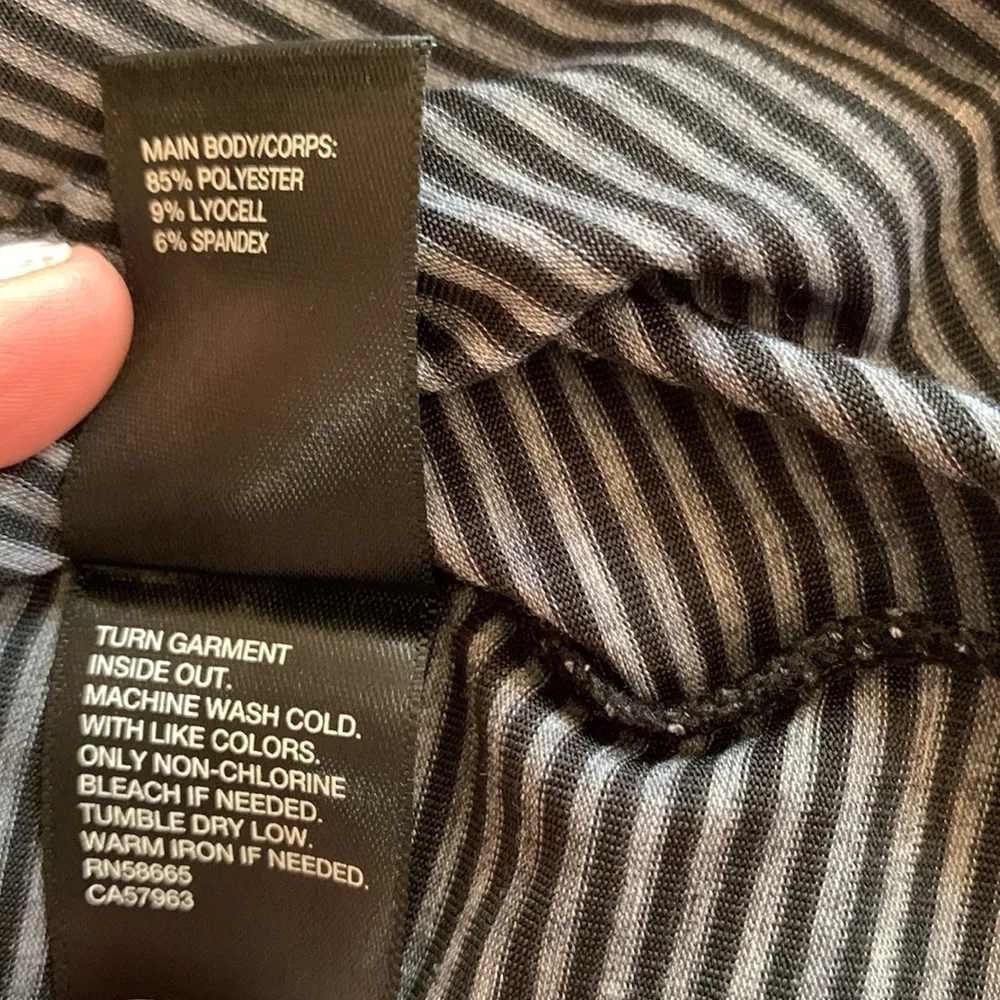 MAIN BODY/CORPS:
85% POLYESTER
9% LYOCELL
6% SPANDEX
TURN GARMENT
INSIDE OUT.
MACHINE WASH COLD.
WITH LIKE COLORS.
ONLY NON-CHLORINE
BLEACH IF NEEDED.
TUMBLE DRY LOW.
WARM IRON IF NEEDED.
RN58665
CA57963